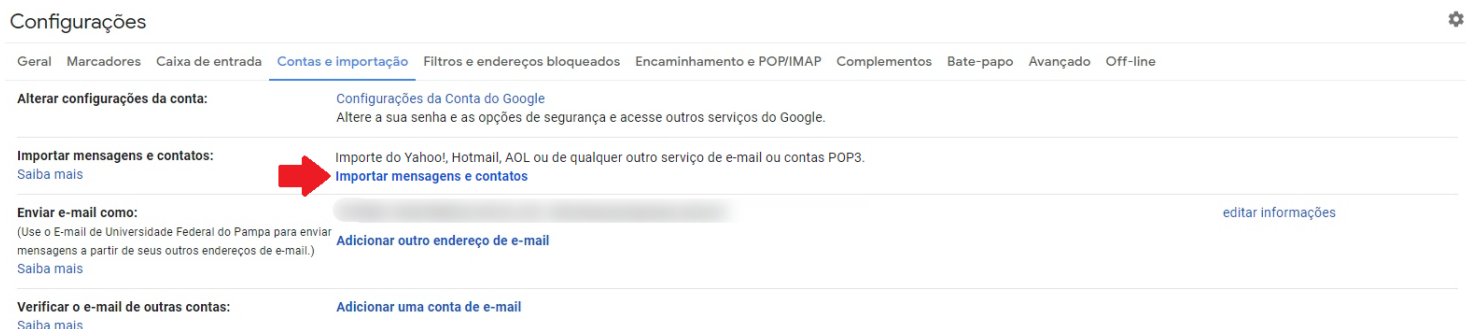 Configurações
Geral Marcadores Caixa de entrada Contas e importação Filtros e endereços bloqueados Encaminhamento e POP/IMAP Complementos Bate-papo Avançado Off-line
Alterar configurações da conta: Configurações da Conta do Google
Altere a sua senha e as opções de segurança e acesse outros serviços do Google.
Importar mensagens e contatos: Importe do Yahoo!, Hotmail, AOL ou de qualquer outro serviço de e-mail ou contas POP3.
Saiba mais Importar mensagens e contatos
Enviar e-mail como: editar informações
(Use o E-mail de Universidade Federal do Pampa para enviar
mensagens a partir de seus outros endereços de e-mail.) Adicionar outro endereço de e-mail
Saiba mais
Verificar o e-mail de outras contas: Adicionar uma conta de e-mail
Saiba mais